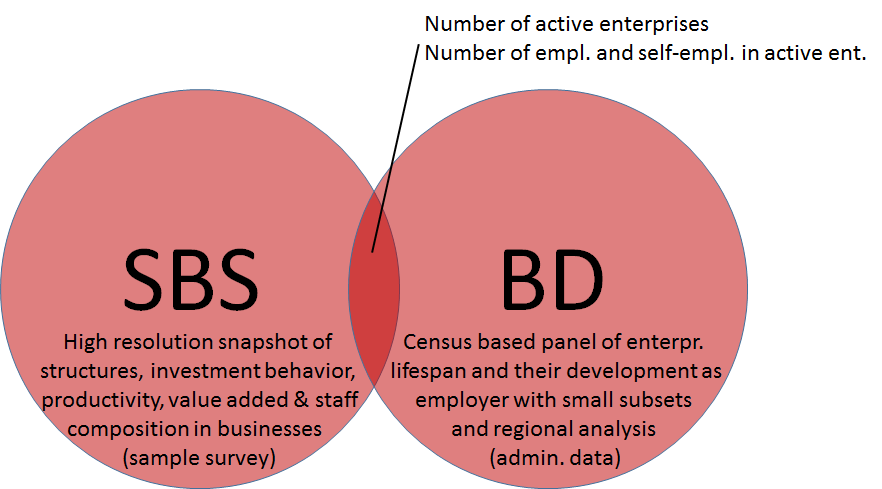 Number of active enterprises
Number of empl. and self-empl. in active ent.
SBS
High resolution snapshot of
structures, investment behavior,
productivity, value added & staff
composition in businesses
(sample survey)
BD
Census based panel of enterpr.
lifespan and their development as
employer with small subsets
and regional analysis
(admin. data)